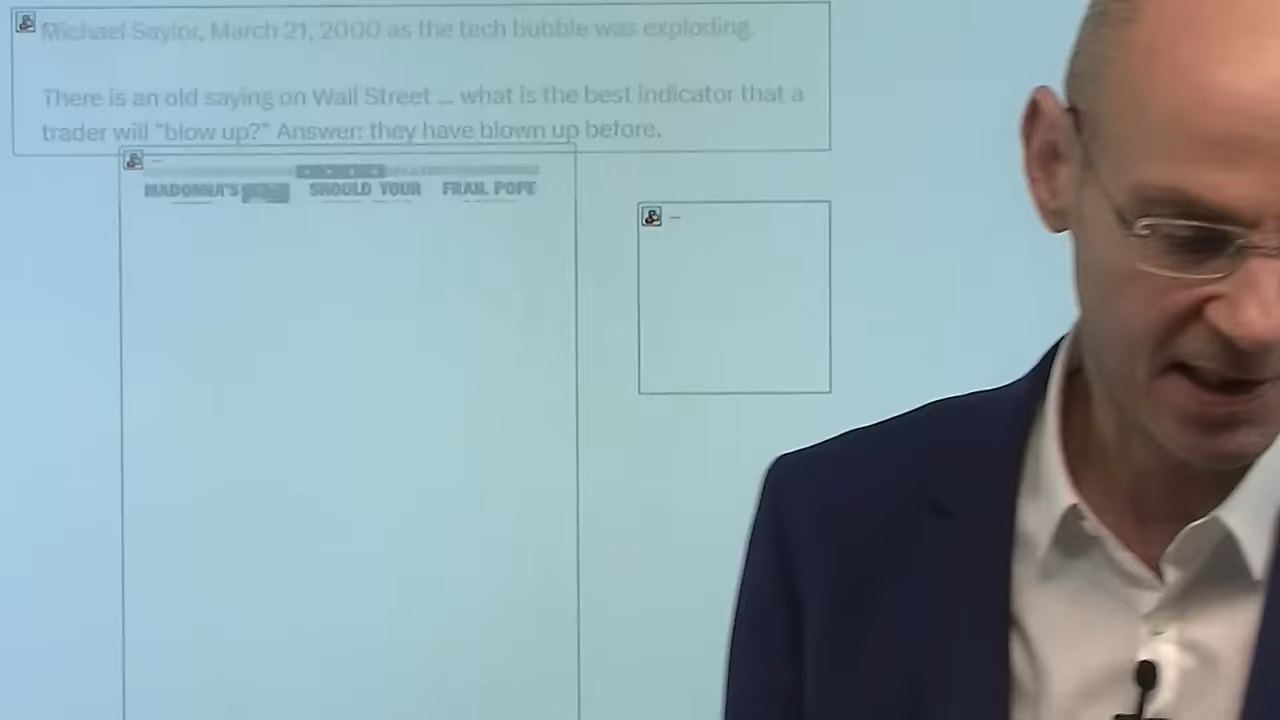 Michael Saylor, March 21, 2000 as the tech bubble was exploding.
There is an old saying on Wall Street ... what is the best indicator that a
trader will "blow up?" Answer: they have blown up before.
MADONNA'S SHOULD YOUR FRAIL POPE